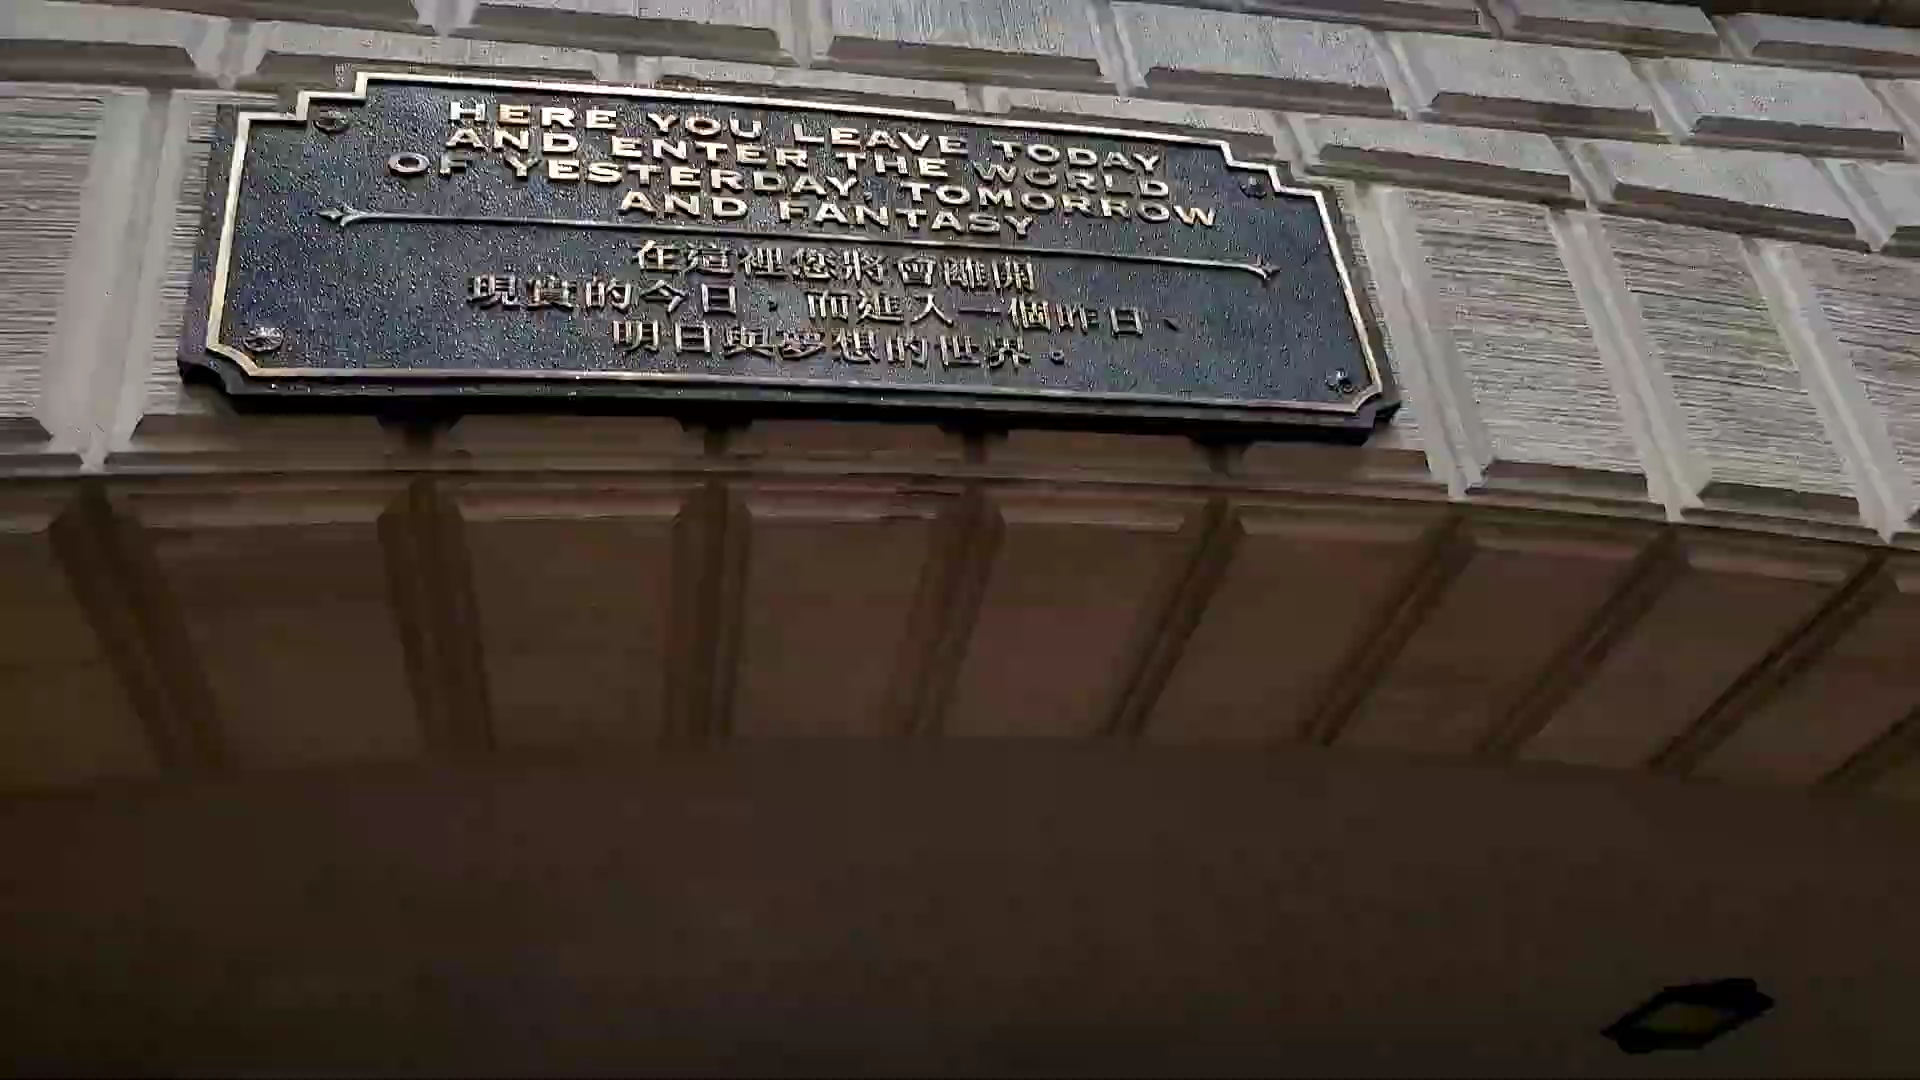 HERE YOU LEAVE TODAY
AND ENTER THE WORLD
OF YESTERDAY, TOMORROW
AND FANTASY
在這裡您將會離開
現實的今日，而進入一個昨日、
明日與夢想的世界。